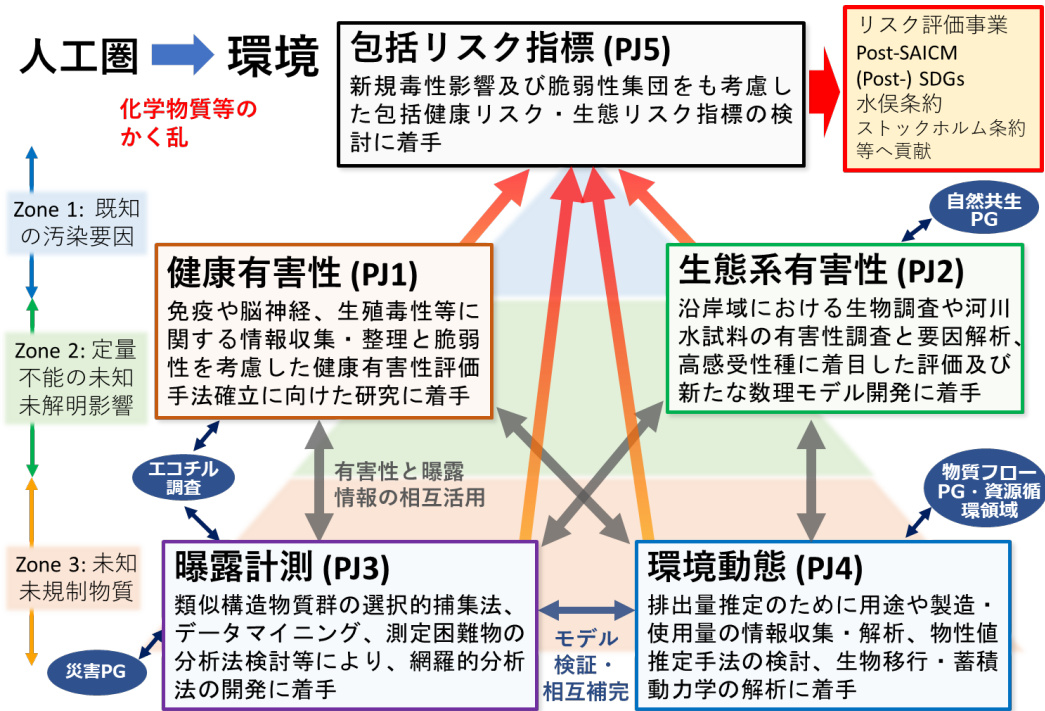 人工圏
環境
化学物質等の
かく乱
包括リスク指標 (PJ5)
新規毒性影響及び脆弱性集団をも考慮し
た包括健康リスク・生態リスク指標の検
討に着手
リスク評価事業
Post-SAICM
(Post-) SDGs
水俣条約
ストックホルム条約
等へ貢献
Zone 1: 既知
の汚染要因
自然共生
PG
健康有害性 (PJ1)
免疫や脳神経、生殖毒性等に
関する情報収集・整理と脆弱
性を考慮した健康有害性評価
手法確立に向けた研究に着手
生態系有害性 (PJ2)
沿岸域における生物調査や河川
水試料の有害性調査と要因解析、
高感受性種に着目した評価及び
新たな数理モデル開発に着手
Zone 2: 定量
不能の未知
未解明影響
エコチル
調査
有害性と曝露
情報の相互活用
物質フロー
PG・資源循
環領域
Zone 3: 未知
未規制物質
曝露計測 (PJ3)
類似構造物質群の選択的捕集法、
データマイニング、測定困難物の
分析法検討等により、網羅的分析
法の開発に着手
環境動態 (PJ4)
排出量推定のために用途や製造・
使用量の情報収集・解析、物性値
推定手法の検討、生物移行・蓄積
動力学の解析に着手
モデル
検証・
相互補完
災害PG